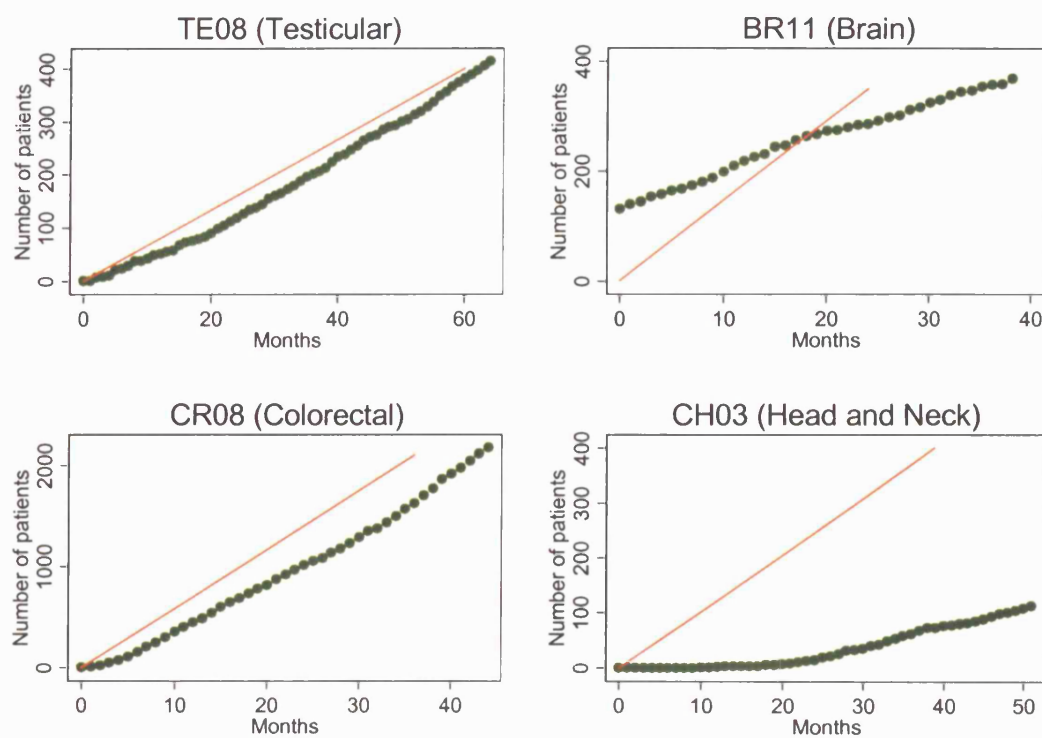 TE08 (Testicular)
Number of patients
400
300
200
100
0
0 20 40 60
Months
BR11 (Brain)
Number of patients
400
200
0
0 10 20 30 40
Months
CR08 (Colorectal)
Number of patients
2000
1000
0
0 10 20 30 40
Months
CH03 (Head and Neck)
Number of patients
400
300
200
100
0
0 10 20 30 40 50
Months